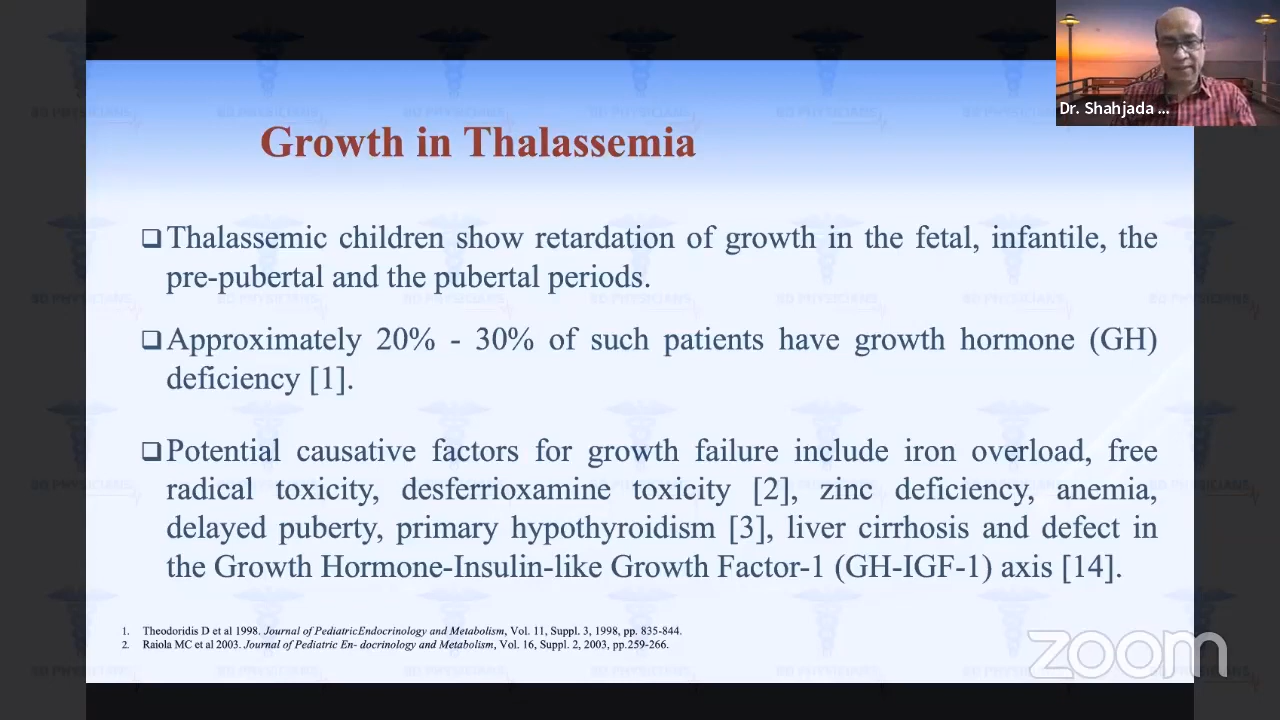 Dr. Shahjada ...
Growth in Thalassemia
❑Thalassemic children show retardation of growth in the fetal, infantile, the
pre-pubertal and the pubertal periods.
❑Approximately 20% - 30% of such patients have growth hormone (GH)
deficiency [1].
❑Potential causative factors for growth failure include iron overload, free
radical toxicity, desferrioxamine toxicity [2], zinc deficiency, anemia,
delayed puberty, primary hypothyroidism [3], liver cirrhosis and defect in
the Growth Hormone-Insulin-like Growth Factor-1 (GH-IGF-1) axis [14].
1. Theodoridis D et al 1998. Journal of PediatricEndocrinology and Metabolism, Vol. 11, Suppl. 3, 1998, pp. 835-844.
2. Raiola MC et al 2003. Journal of Pediatric En- docrinology and Metabolism, Vol. 16, Suppl. 2, 2003, pp.259-266.
zoom
BD PHYSICIANS